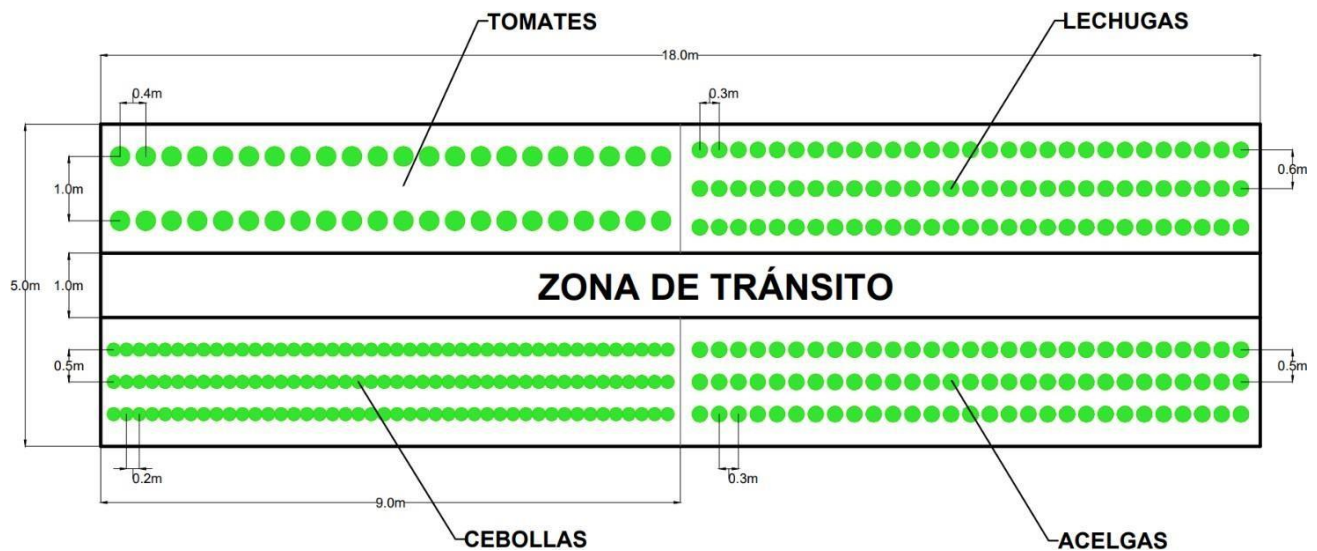 TOMATES
LECHUGAS
18.0m
0.4m
0.3m
1.0m
0.6m
5.0m
1.0m
ZONA DE TRÁNSITO
0.5m
0.5m
0.2m
0.3m
9.0m
CEBOLLAS
ACELGAS